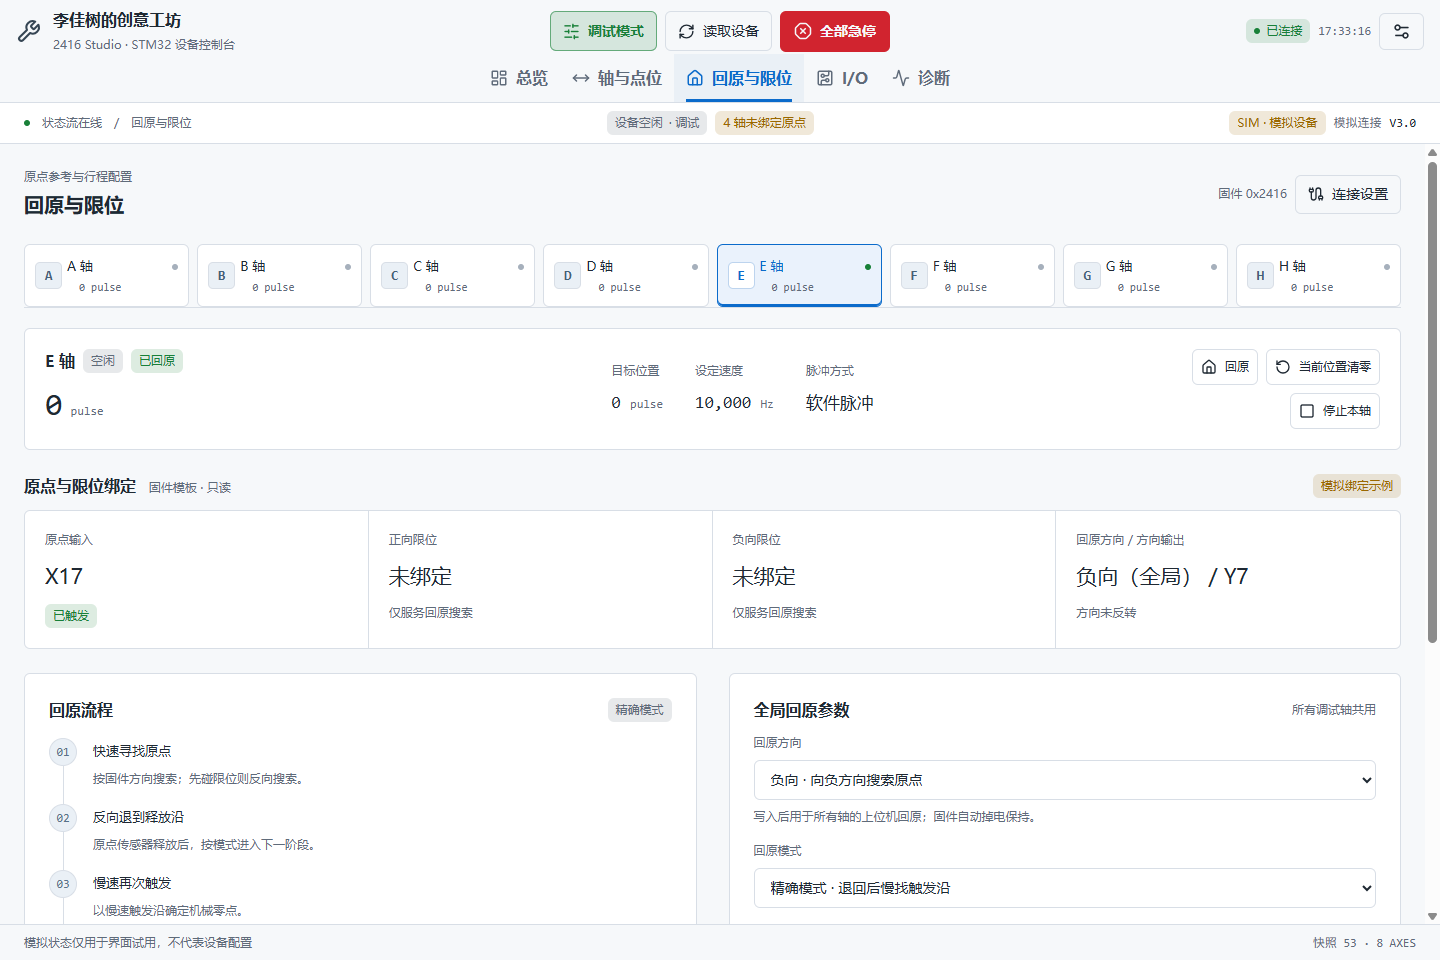 李佳树的创意工坊
2416 Studio · STM32 设备控制台
调试模式
读取设备
全部急停
已连接
17:33:16
总览
轴与点位
回原与限位
I/O
诊断
状态流在线 / 回原与限位
设备空闲 · 调试
4 轴未绑定原点
SIM · 模拟设备
模拟连接 V3.0
原点参考与行程配置
回原与限位
固件 0x2416
连接设置
A
A 轴
0 pulse
B
B 轴
0 pulse
C
C 轴
0 pulse
D
D 轴
0 pulse
E
E 轴
0 pulse
F
F 轴
0 pulse
G
G 轴
0 pulse
H
H 轴
0 pulse
E 轴 空闲 已回原
0 pulse
目标位置
0 pulse
设定速度
10,000 Hz
脉冲方式
软件脉冲
回原
当前位置清零
停止本轴
原点与限位绑定 固件模板 · 只读
模拟绑定示例
原点输入
X17
已触发
正向限位
未绑定
仅服务回原搜索
负向限位
未绑定
仅服务回原搜索
回原方向 / 方向输出
负向（全局） / Y7
方向未反转
回原流程
精确模式
01
快速寻找原点
按固件方向搜索；先碰限位则反向搜索。
02
反向退到释放沿
原点传感器释放后，按模式进入下一阶段。
03
慢速再次触发
以慢速触发沿确定机械零点。
全局回原参数
所有调试轴共用
回原方向
负向 · 向负方向搜索原点
写入后用于所有轴的上位机回原；固件自动掉电保持。
回原模式
精确模式 · 退回后慢找触发沿
模拟状态仅用于界面试用，不代表设备配置
快照 53 · 8 AXES